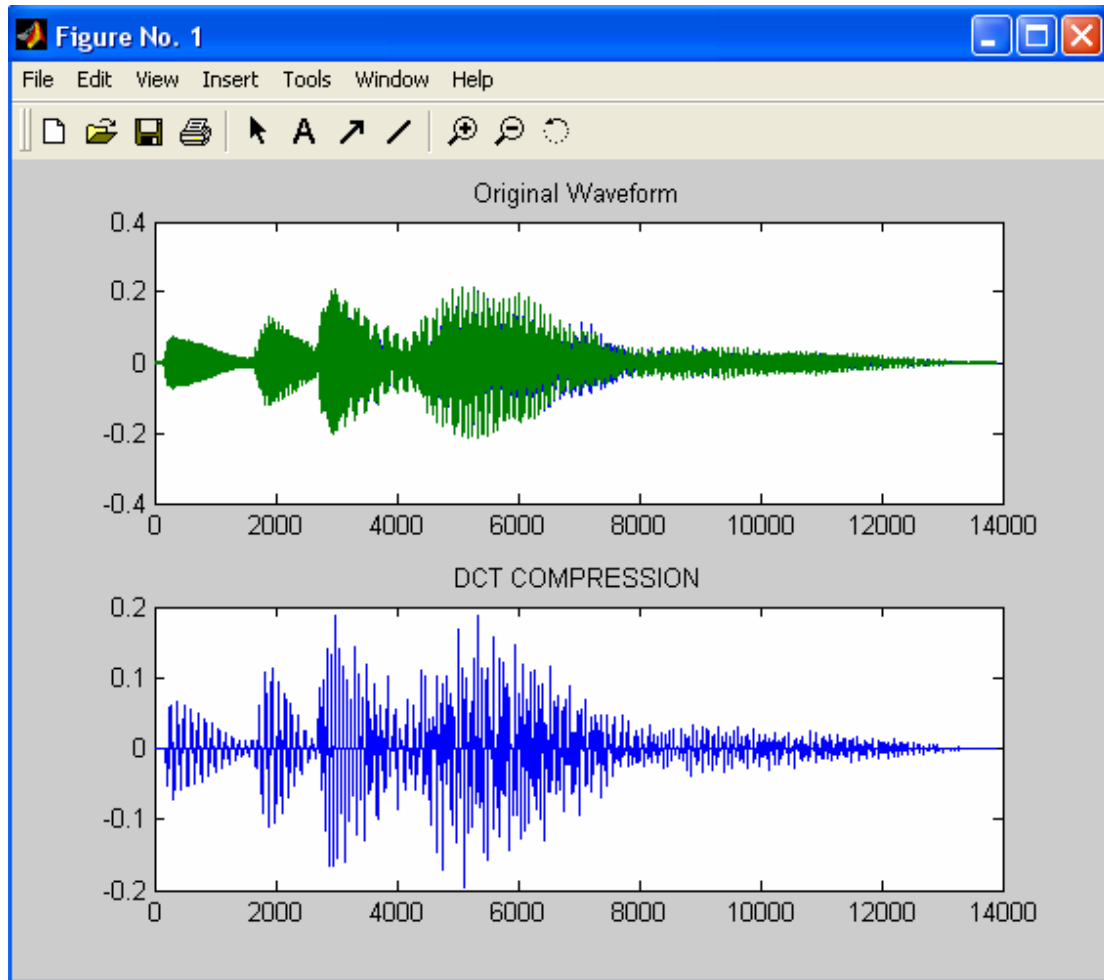 Figure No. 1
File Edit View Insert Tools Window Help
A
Original Waveform
0.4
0.2
0
-0.2
-0.4
0 2000 4000 6000 8000 10000 12000 14000
DCT COMPRESSION
0.2
0.1
0
-0.1
-0.2
0 2000 4000 6000 8000 10000 12000 14000